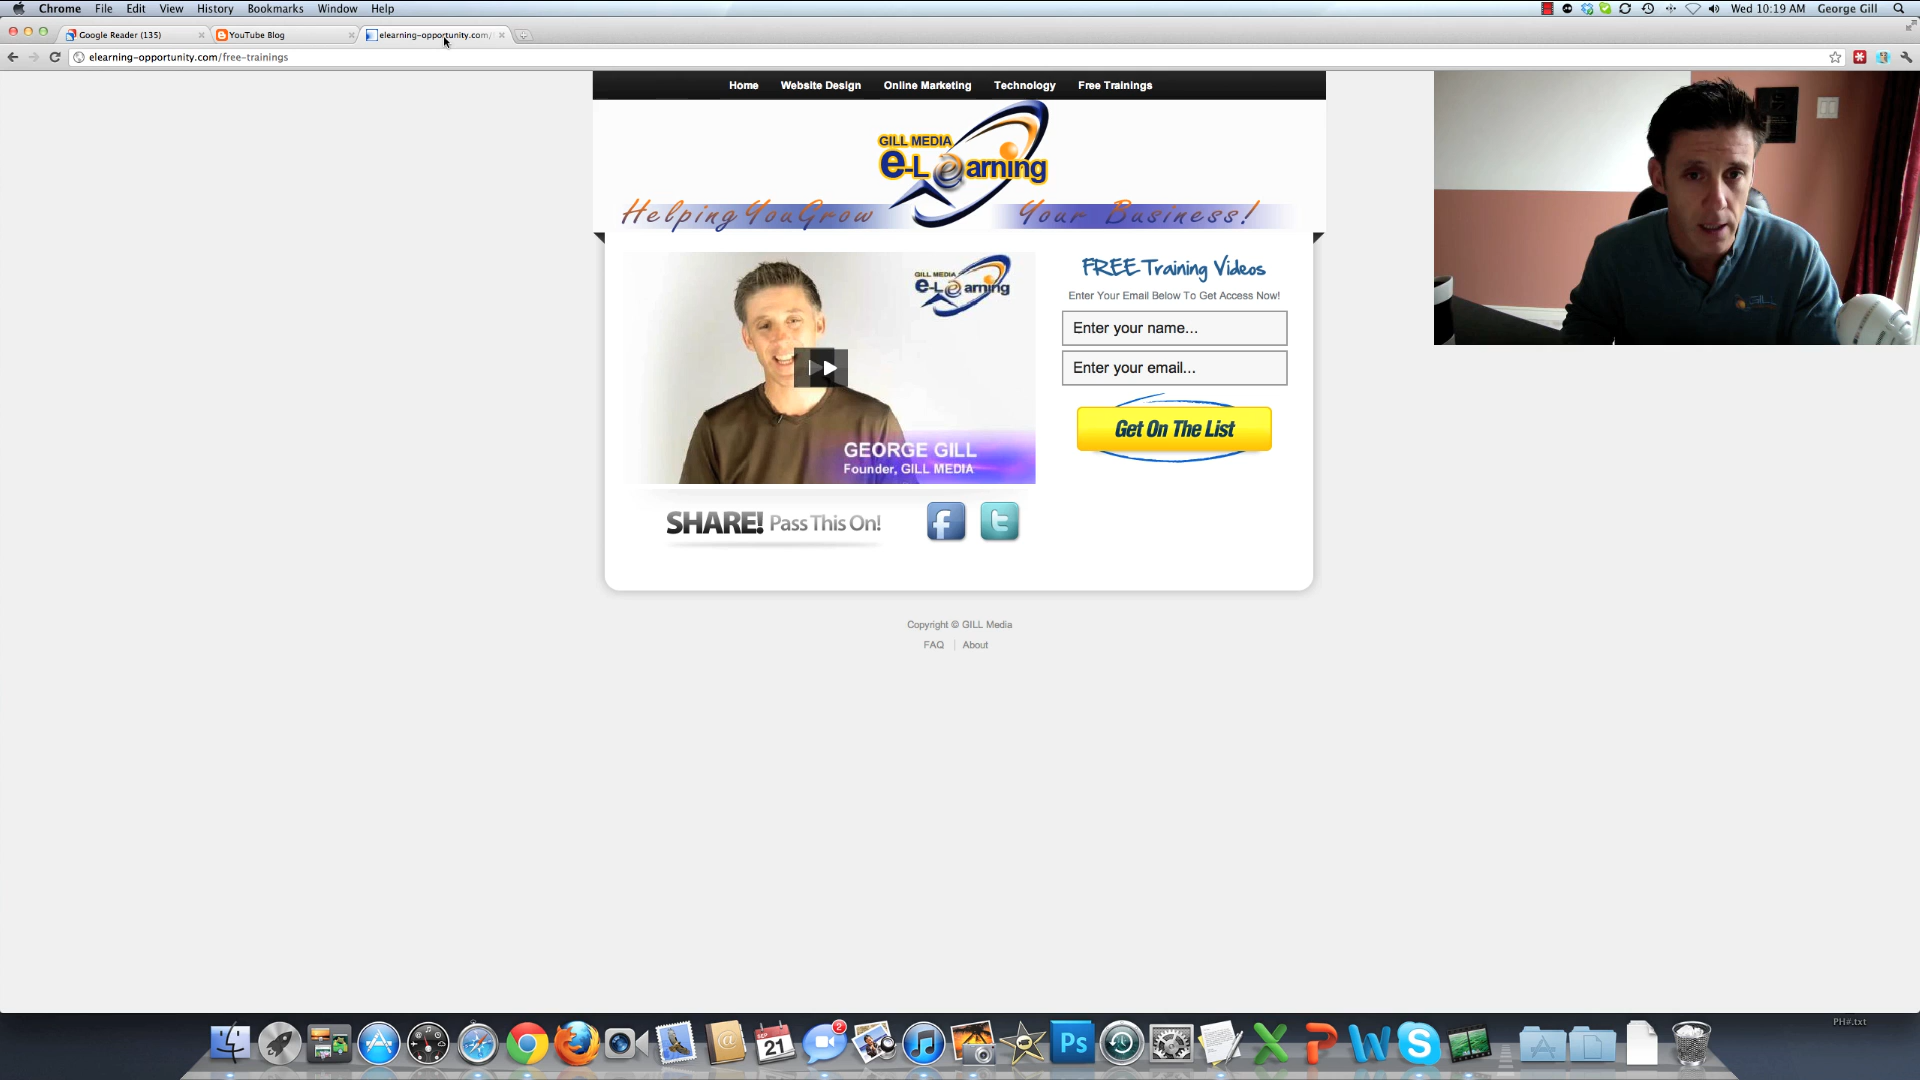 Chrome File Edit View History Bookmarks Window Help
Wed 10:19 AM George Gill
Google Reader (135)
YouTube Blog
elearning-opportunity.com/
elearning-opportunity.com/free-trainings
Home Website Design Online Marketing Technology Free Trainings
GILL MEDIA
e-Learning
Helping You Grow Your Business!
GILL MEDIA
e-Learning
GEORGE GILL
Founder, GILL MEDIA
FREE Training Videos
Enter Your Email Below To Get Access Now!
Enter your name...
Enter your email...
Get On The List
SHARE! Pass This On!
f
t
Copyright © GILL Media
FAQ | About
PH#.txt
SEP
21
2
@
Ps
X
P
W
S